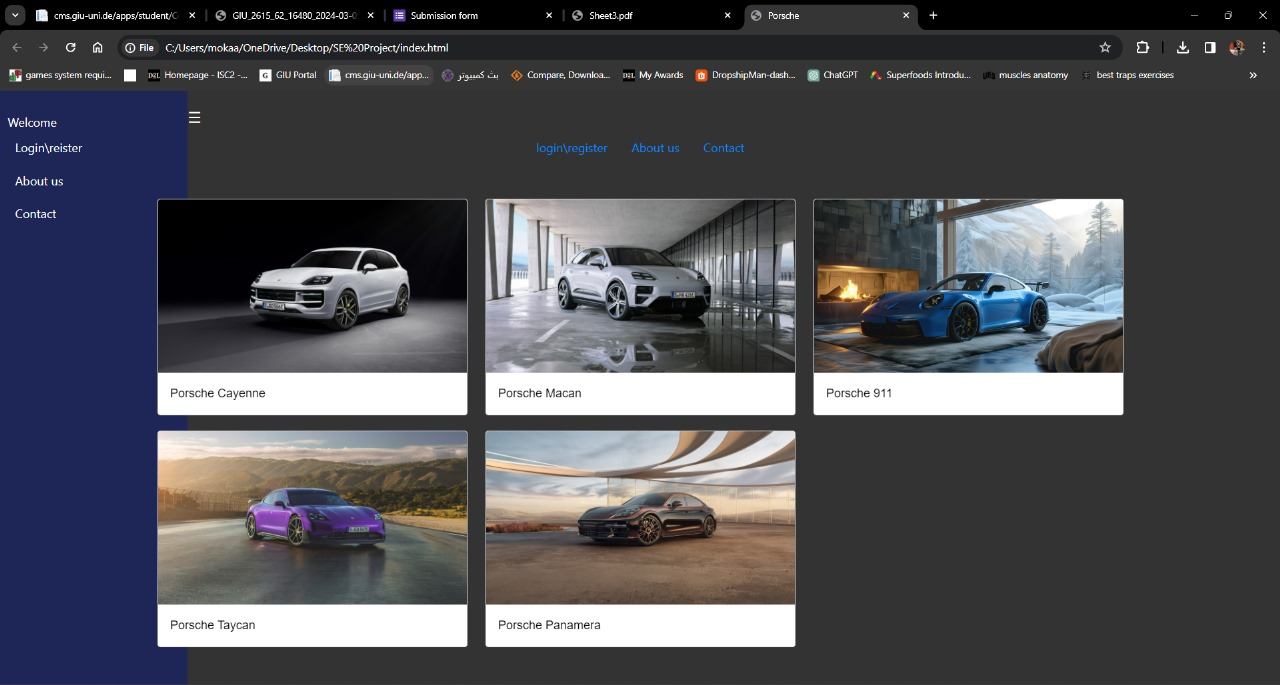 cms.giu-uni.de/apps/student/C
GIU_2615_62_16480_2024-03-0
Submission form
Sheet3.pdf
Porsche
File
C:/Users/mokaa/OneDrive/Desktop/SE%20Project/index.html
games system requi...
D2L Homepage - ISC2 -...
G GIU Portal
cms.giu-uni.de/app...
بث كمبيوتر
Compare, Downloa...
D2L My Awards
DropshipMan-dash...
ChatGPT
Superfoods Introdu...
muscles anatomy
best traps exercises
Welcome
Login\reister
About us
Contact
login\register About us Contact
Porsche Cayenne
Porsche Macan
Porsche 911
Porsche Taycan
Porsche Panamera